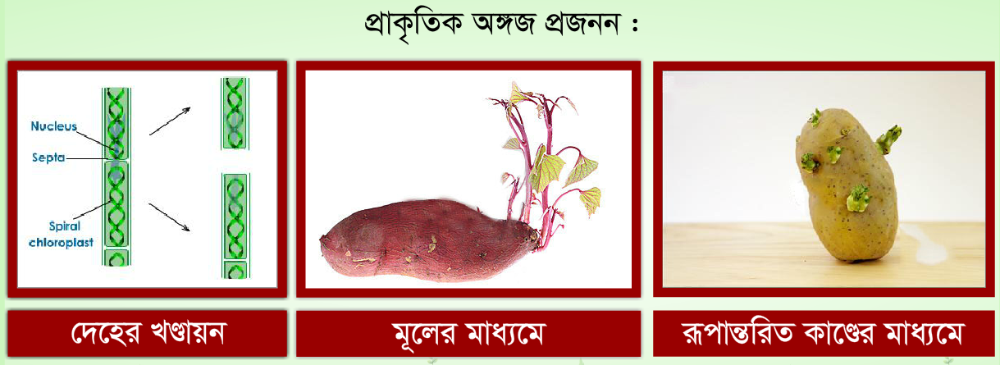 প্রাকৃতিক অঙ্গজ প্রজনন :
Nucleus
Septa
Spiral
chloroplast
দেহের খণ্ডায়ন
মূলের মাধ্যমে
রূপান্তরিত কাণ্ডের মাধ্যমে